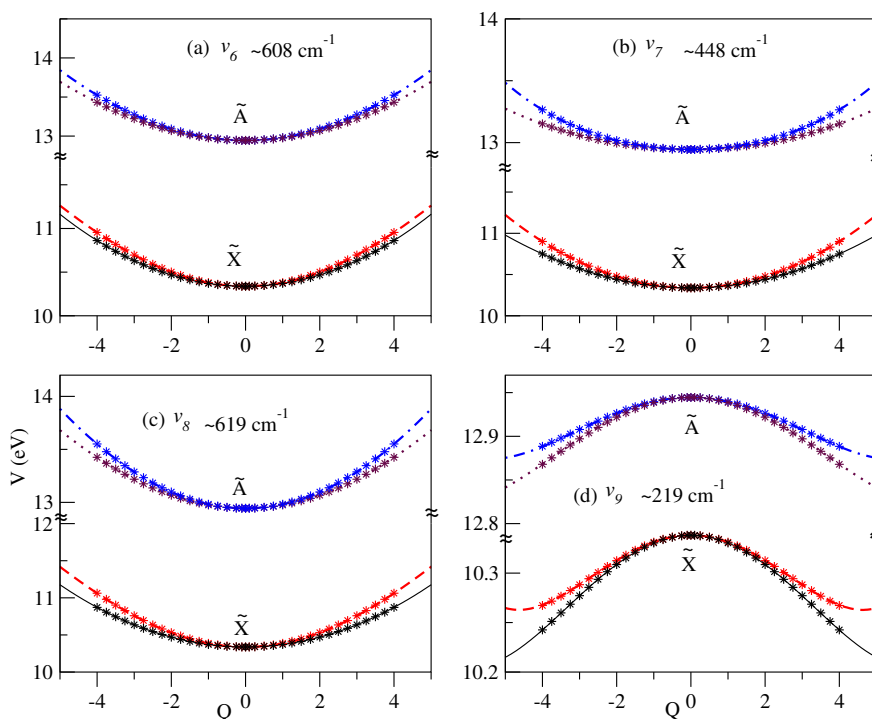 (a) v6 ~608 cm-1
14
13
11
10
Ã
X̃
-4 -2 0 2 4
(b) v7 ~448 cm-1
14
13
11
10
Ã
X̃
-4 -2 0 2 4
V (eV)
(c) v8 ~619 cm-1
14
13
12
11
10
Ã
X̃
-4 -2 0 2 4
Q
12.9
12.8
10.3
10.2
Ã
(d) v9 ~219 cm-1
X̃
-4 -2 0 2 4
Q